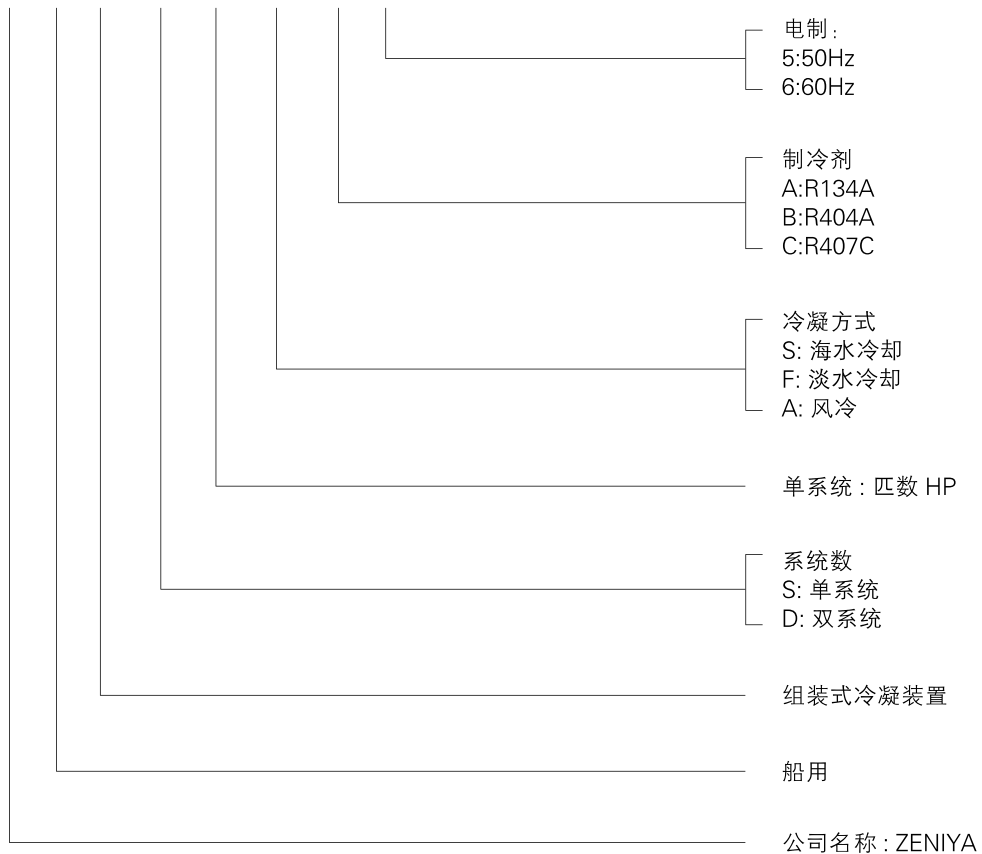 电制:
5:50Hz
6:60Hz
制冷剂
A:R134A
B:R404A
C:R407C
冷凝方式
S: 海水冷却
F: 淡水冷却
A: 风冷
单系统 : 匹数 HP
系统数
S: 单系统
D: 双系统
组装式冷凝装置
船用
公司名称 : ZENIYA